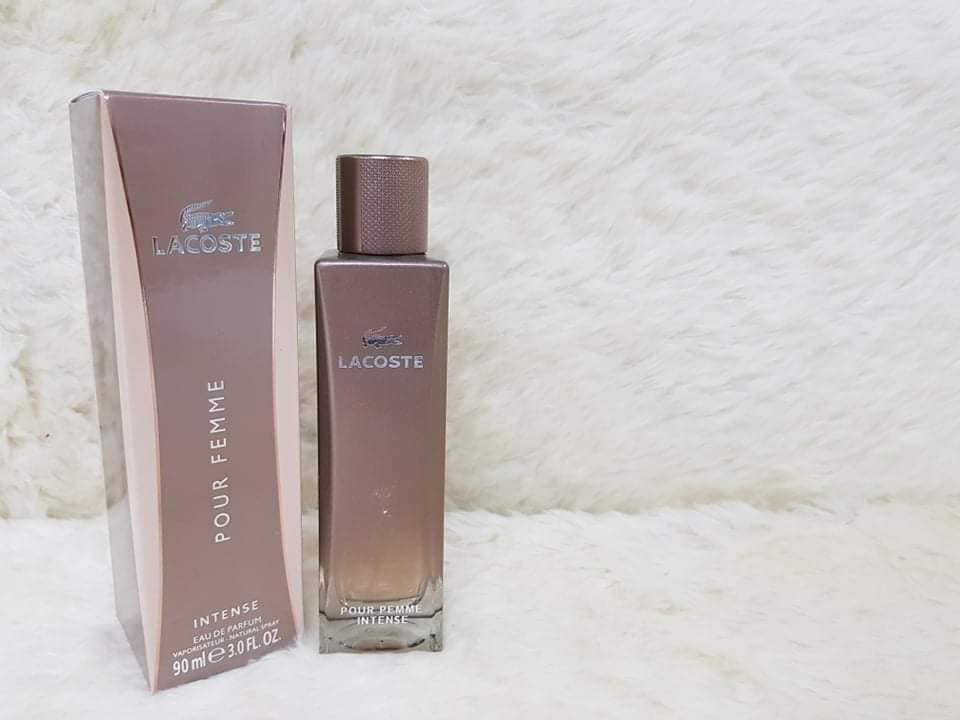 LACOSTE
POUR FEMME
INTENSE
EAU DE PARFUM
VAPORISATEUR · NATURAL SPRAY
90 ml e 3.0 FL. OZ.
LACOSTE
POUR PEMME
INTENSE